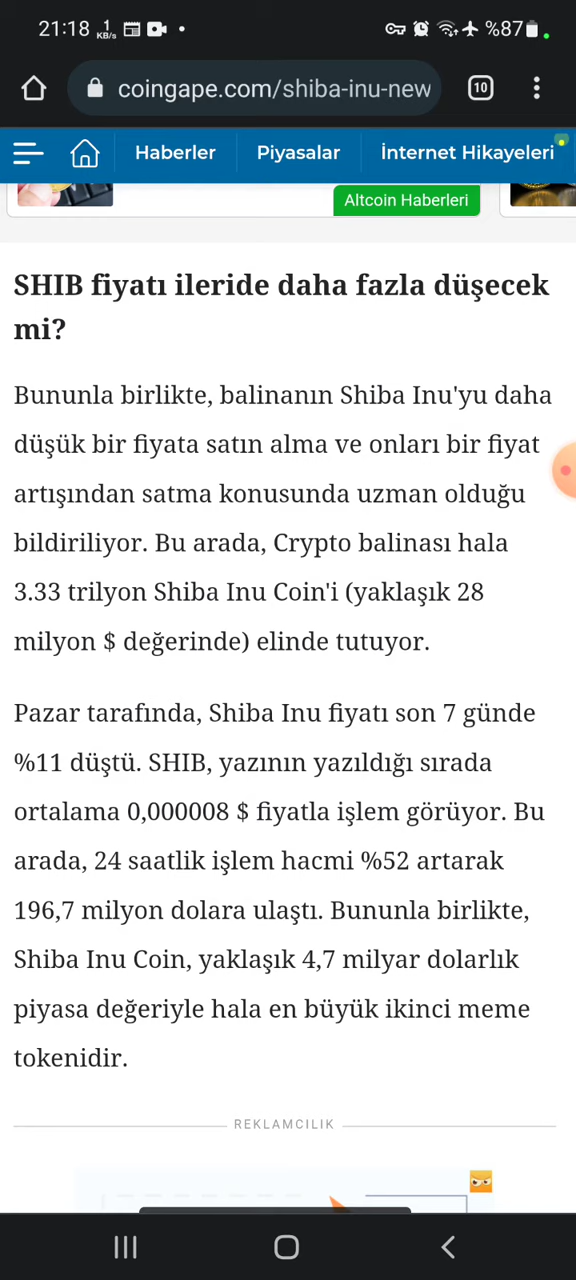 21:18 1 KB/s %87
coingape.com/shiba-inu-new 10
Haberler Piyasalar İnternet Hikayeleri
Altcoin Haberleri
SHIB fiyatı ileride daha fazla düşecek
mi?
Bununla birlikte, balinanın Shiba Inu'yu daha
düşük bir fiyata satın alma ve onları bir fiyat
artışından satma konusunda uzman olduğu
bildiriliyor. Bu arada, Crypto balinası hala
3.33 trilyon Shiba Inu Coin'i (yaklaşık 28
milyon $ değerinde) elinde tutuyor.
Pazar tarafında, Shiba Inu fiyatı son 7 günde
%11 düştü. SHIB, yazının yazıldığı sırada
ortalama 0,000008 $ fiyatla işlem görüyor. Bu
arada, 24 saatlik işlem hacmi %52 artarak
196,7 milyon dolara ulaştı. Bununla birlikte,
Shiba Inu Coin, yaklaşık 4,7 milyar dolarlık
piyasa değeriyle hala en büyük ikinci meme
tokenidir.
REKLAMCILIK